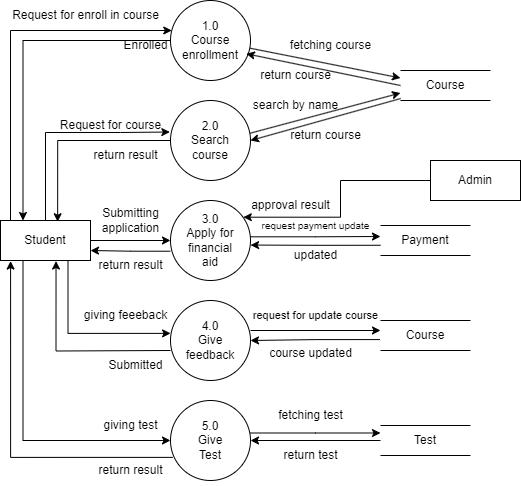 Request for enroll in course
1.0
Course
enrollment
Enrolled
fetching course
return course
Course
search by name
return course
Request for course
2.0
Search
course
return result
Admin
approval result
Submitting
application
3.0
Apply for
financial
aid
request payment update
Payment
updated
Student
return result
giving feeeback
4.0
Give
feedback
request for update course
Course
course updated
Submitted
giving test
5.0
Give
Test
fetching test
Test
return test
return result